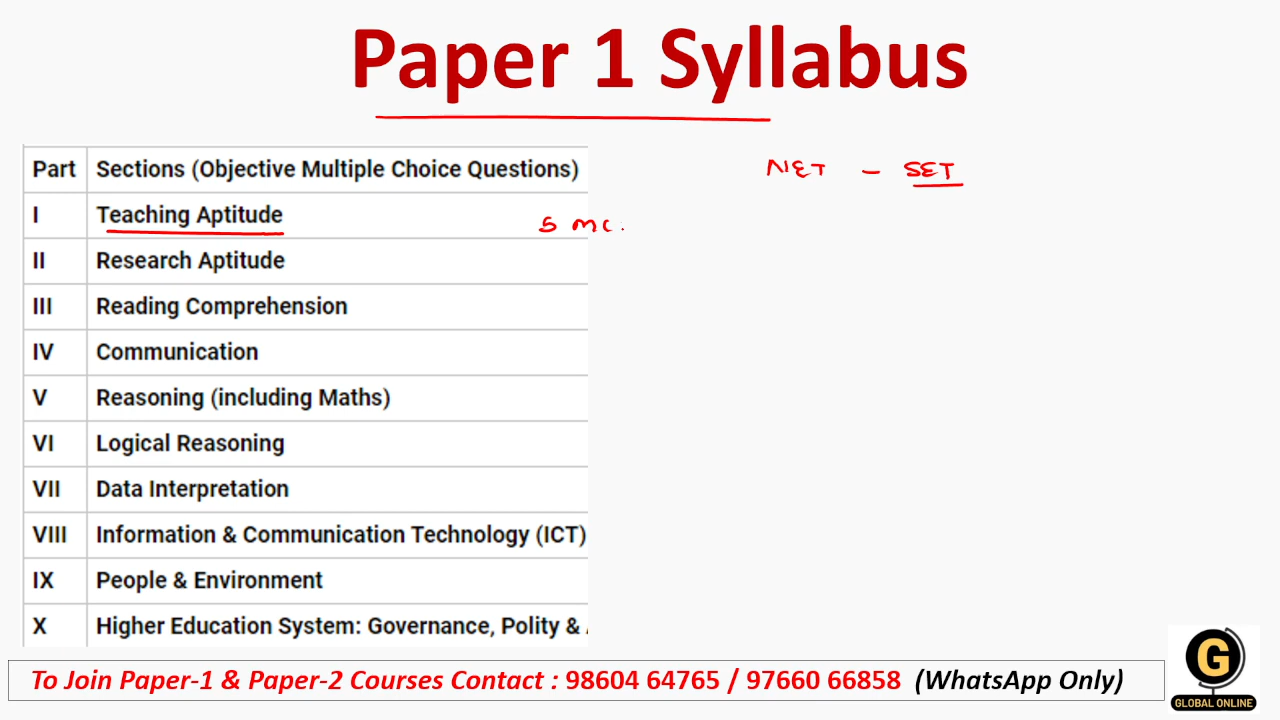 Paper 1 Syllabus
NET - SET
Part Sections (Objective Multiple Choice Questions)
I Teaching Aptitude 5 MC
II Research Aptitude
III Reading Comprehension
IV Communication
V Reasoning (including Maths)
VI Logical Reasoning
VII Data Interpretation
VIII Information & Communication Technology (ICT)
IX People & Environment
X Higher Education System: Governance, Polity &
To Join Paper-1 & Paper-2 Courses Contact : 98604 64765 / 97660 66858 (WhatsApp Only)
G
GLOBAL ONLINE